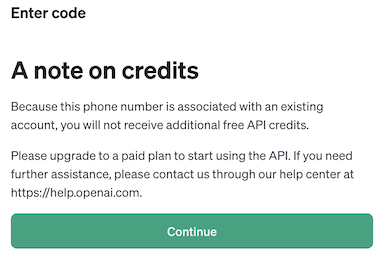 Enter code
A note on credits
Because this phone number is associated with an existing
account, you will not receive additional free API credits.
Please upgrade to a paid plan to start using the API. If you need
further assistance, please contact us through our help center at
https://help.openai.com.
Continue